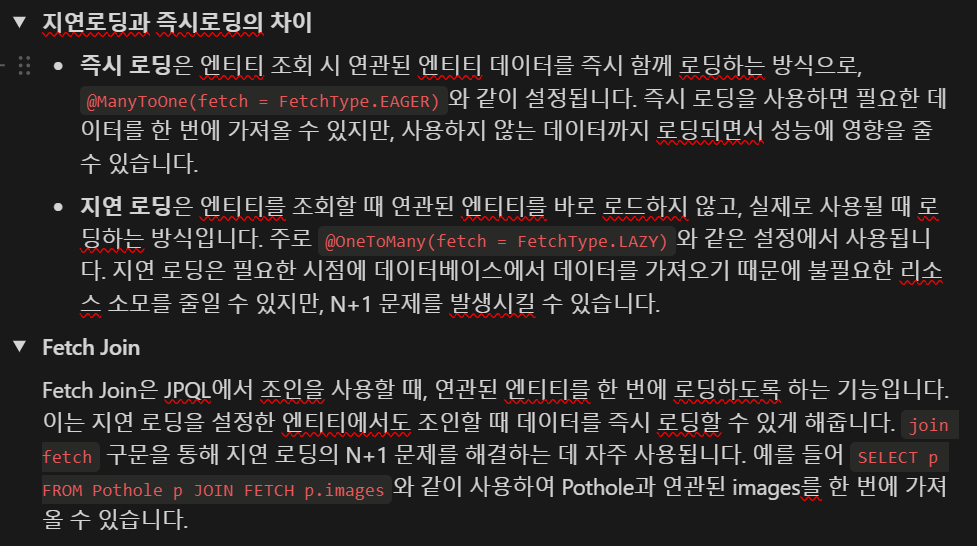 지연로딩과 즉시로딩의 차이
즉시 로딩은 엔티티 조회 시 연관된 엔티티 데이터를 즉시 함께 로딩하는 방식으로,
@ManyToOne(fetch = FetchType.EAGER)와 같이 설정됩니다. 즉시 로딩을 사용하면 필요한 데
이터를 한 번에 가져올 수 있지만, 사용하지 않는 데이터까지 로딩되면서 성능에 영향을 줄
수 있습니다.
지연 로딩은 엔티티를 조회할 때 연관된 엔티티를 바로 로드하지 않고, 실제로 사용될 때 로
딩하는 방식입니다. 주로 @OneToMany(fetch = FetchType.LAZY)와 같은 설정에서 사용됩니
다. 지연 로딩은 필요한 시점에 데이터베이스에서 데이터를 가져오기 때문에 불필요한 리소
스 소모를 줄일 수 있지만, N+1 문제를 발생시킬 수 있습니다.
Fetch Join
Fetch Join은 JPQL에서 조인을 사용할 때, 연관된 엔티티를 한 번에 로딩하도록 하는 기능입니다.
이는 지연 로딩을 설정한 엔티티에서도 조인할 때 데이터를 즉시 로딩할 수 있게 해줍니다. join
fetch 구문을 통해 지연 로딩의 N+1 문제를 해결하는 데 자주 사용됩니다. 예를 들어 SELECT p
FROM Pothole p JOIN FETCH p.images와 같이 사용하여 Pothole과 연관된 images를 한 번에 가져
올 수 있습니다.